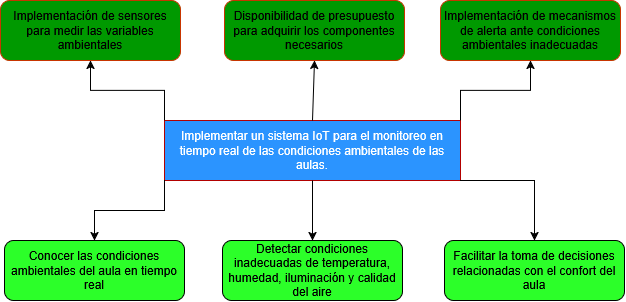 Implementación de sensores
para medir las variables
ambientales
Disponibilidad de presupuesto
para adquirir los componentes
necesarios
Implementación de mecanismos
de alerta ante condiciones
ambientales inadecuadas
Implementar un sistema IoT para el monitoreo en
tiempo real de las condiciones ambientales de las
aulas.
Conocer las condiciones
ambientales del aula en tiempo
real
Detectar condiciones
inadecuadas de temperatura,
humedad, iluminación y calidad
del aire
Facilitar la toma de decisiones
relacionadas con el confort del
aula